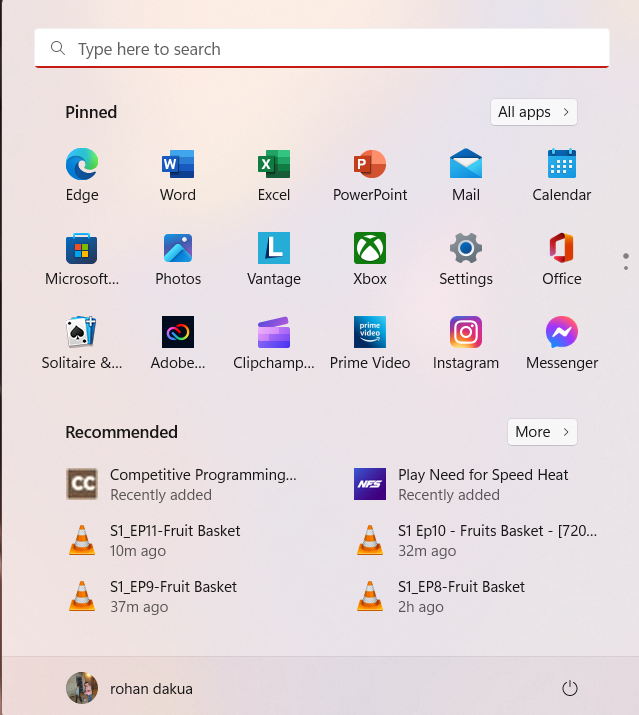 Type here to search
Pinned
All apps
Edge
Word
Excel
PowerPoint
Mail
Calendar
Microsoft...
Photos
Vantage
Xbox
Settings
Office
Solitaire &...
Adobe...
Clipchamp...
Prime Video
Instagram
Messenger
Recommended
More
Competitive Programming...
Recently added
Play Need for Speed Heat
Recently added
S1_EP11-Fruit Basket
10m ago
S1 Ep10 - Fruits Basket - [720...
32m ago
S1_EP9-Fruit Basket
37m ago
S1_EP8-Fruit Basket
2h ago
rohan dakua
W
X
P
L
prime
video
CC
NFS